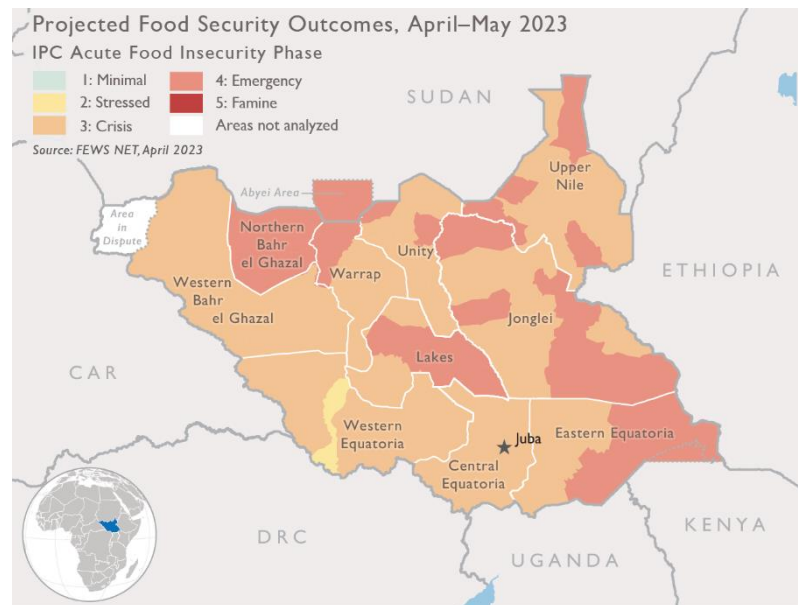 Projected Food Security Outcomes, April–May 2023
IPC Acute Food Insecurity Phase
1: Minimal
2: Stressed
3: Crisis
4: Emergency
5: Famine
Areas not analyzed
Source: FEWS NET, April 2023
SUDAN
Upper
Nile
Abyei Area
Area
in
Dispute
Northern
Bahr
el Ghazal
Unity
Warrap
ETHIOPIA
Western
Bahr
el Ghazal
Jonglei
Lakes
CAR
Western
Equatoria
Juba
Eastern Equatoria
Central
Equatoria
DRC
KENYA
UGANDA